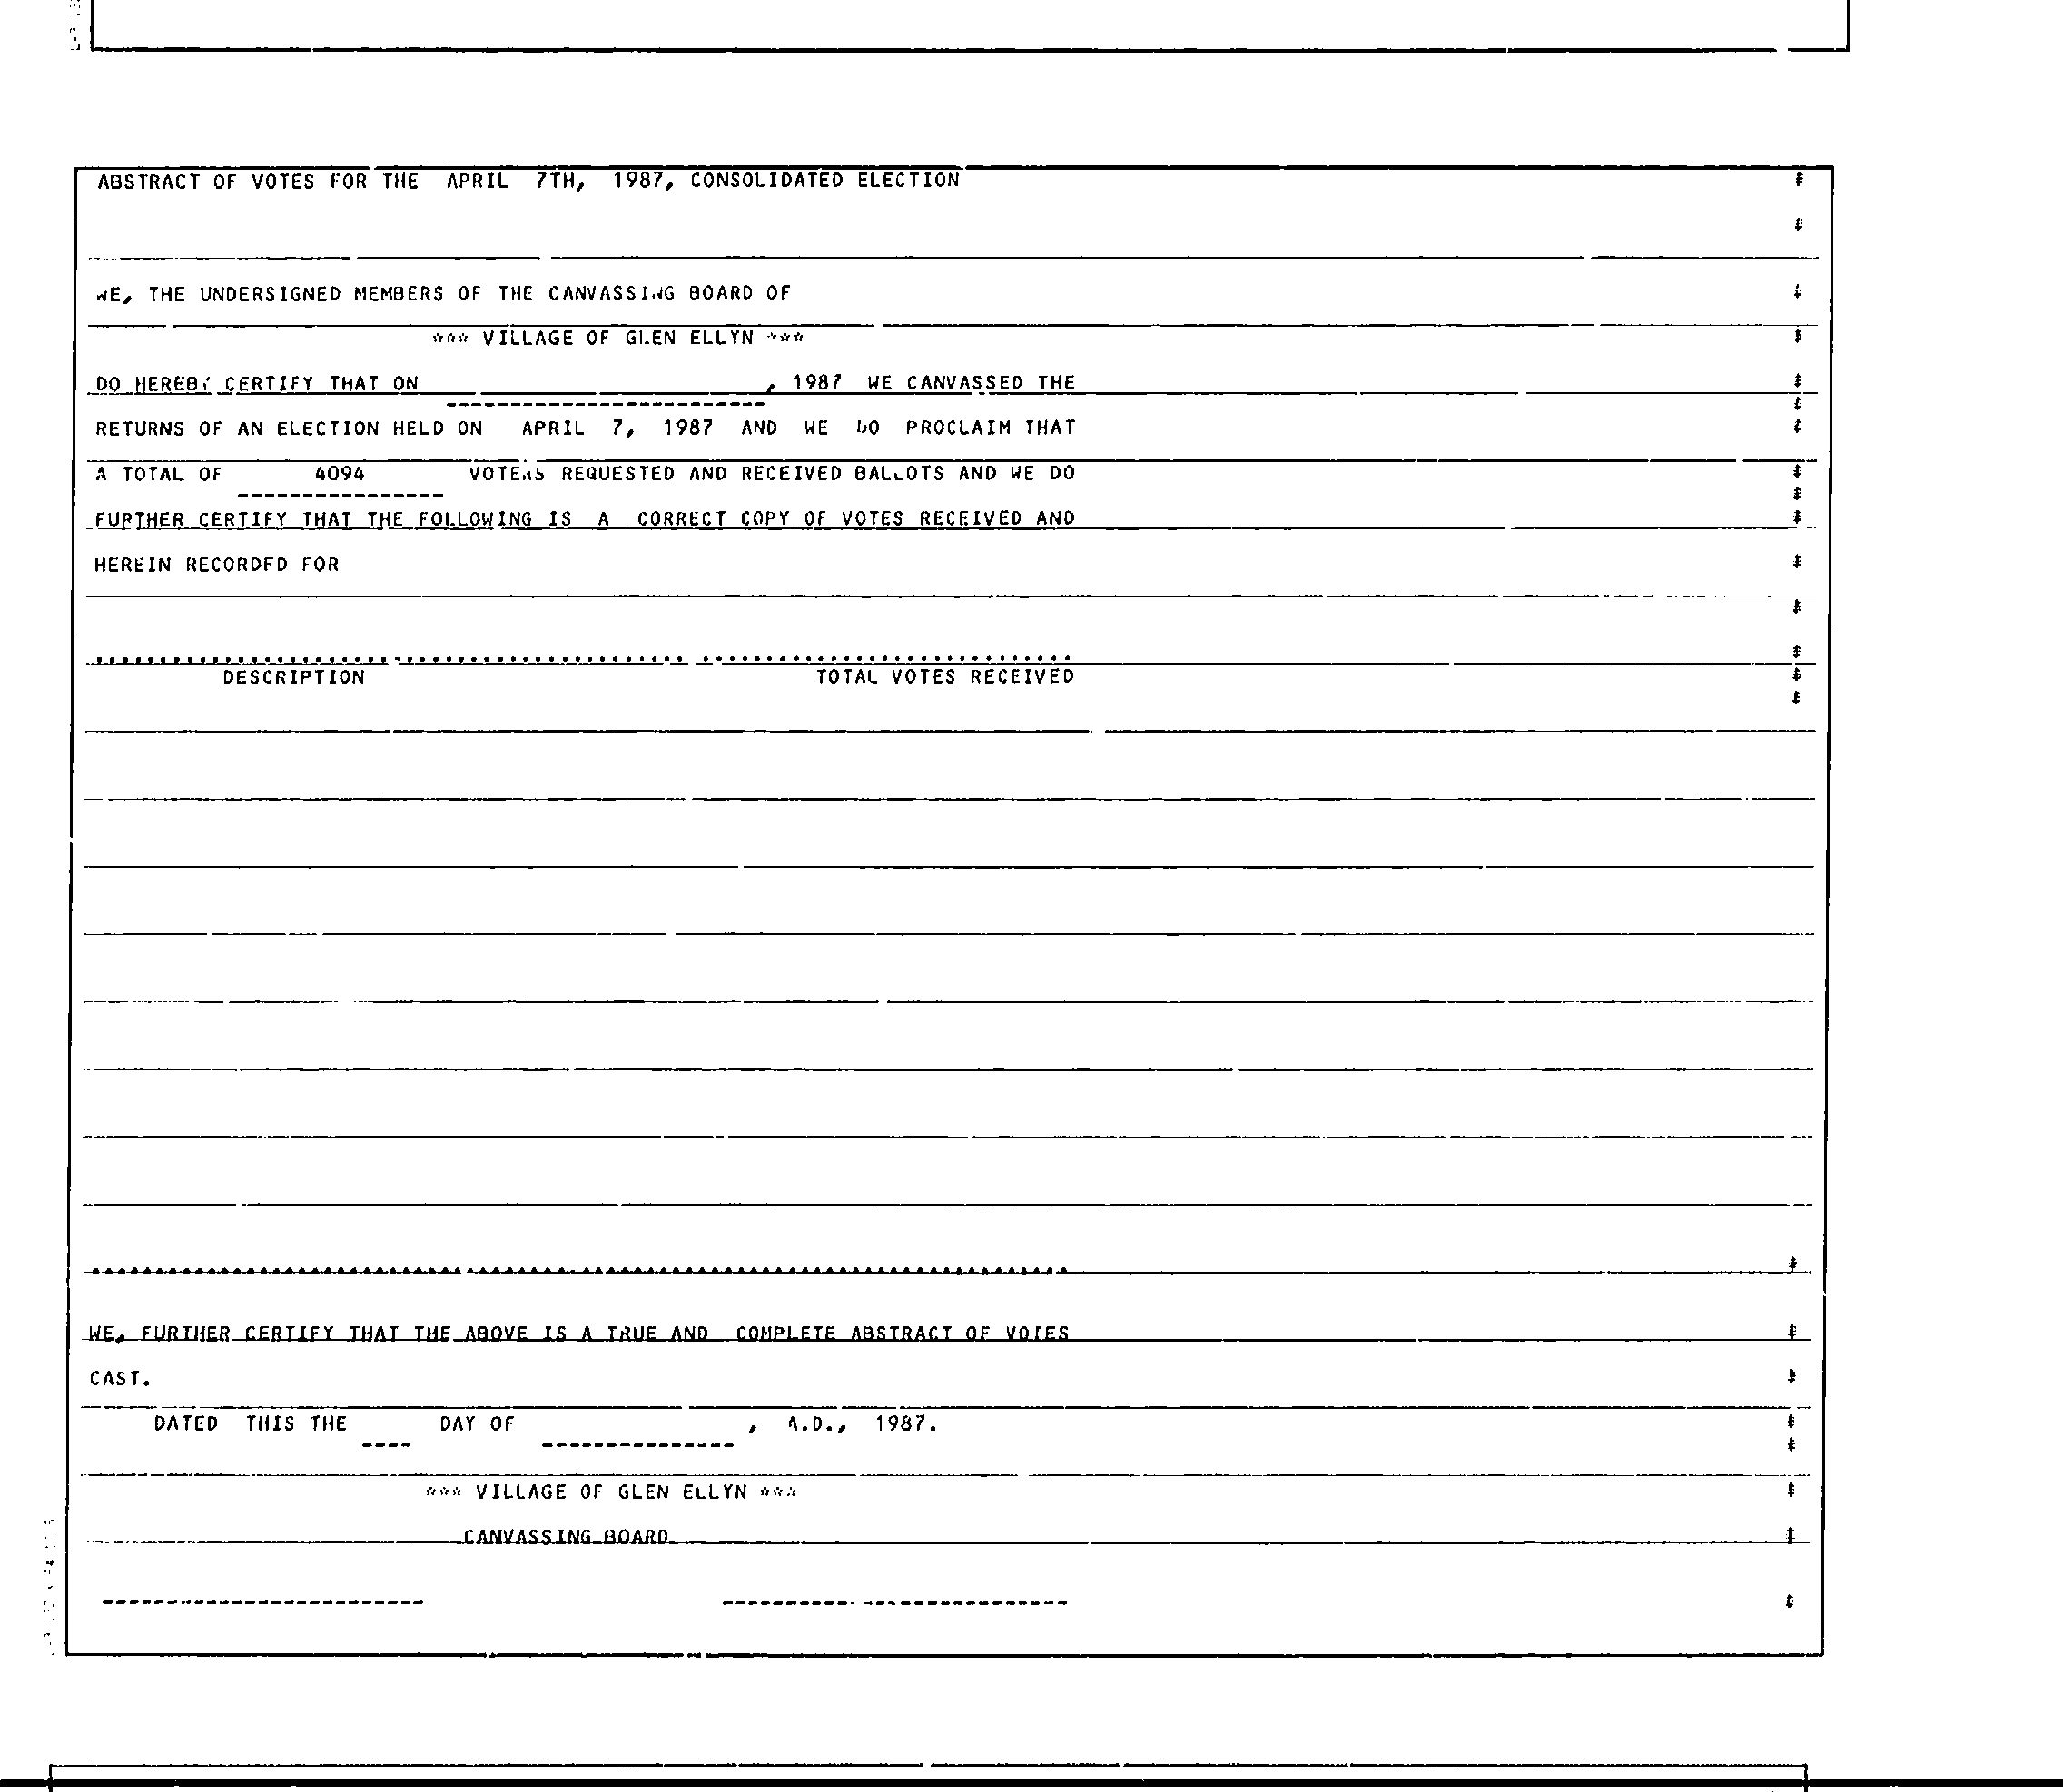 ABSTRACT OF VOTES FOR THE APRIL 7TH, 1987, CONSOLIDATED ELECTION
WE, THE UNDERSIGNED MEMBERS OF THE CANVASSING BOARD OF
*** VILLAGE OF GLEN ELLYN ***
DO HEREBY CERTIFY THAT ON , 1987 WE CANVASSED THE
RETURNS OF AN ELECTION HELD ON APRIL 7, 1987 AND WE DO PROCLAIM THAT
A TOTAL OF 4094 VOTERS REQUESTED AND RECEIVED BALLOTS AND WE DO
FURTHER CERTIFY THAT THE FOLLOWING IS A CORRECT COPY OF VOTES RECEIVED AND
HEREIN RECORDED FOR
DESCRIPTION TOTAL VOTES RECEIVED
WE, FURTHER CERTIFY THAT THE ABOVE IS A TRUE AND COMPLETE ABSTRACT OF VOTES
CAST.
DATED THIS THE ---- DAY OF --------------- , A.D., 1987.
*** VILLAGE OF GLEN ELLYN ***
CANVASSING BOARD